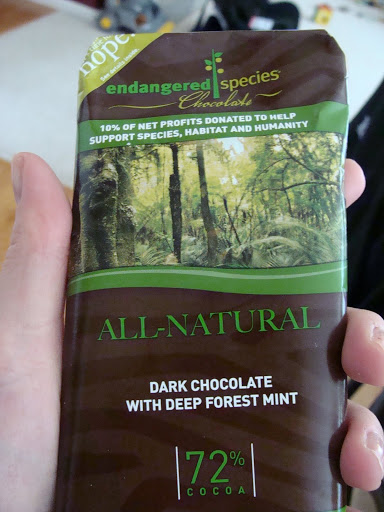 hope
endangered species
Chocolate
10% OF NET PROFITS DONATED TO HELP
SUPPORT SPECIES, HABITAT AND HUMANITY
ALL-NATURAL
DARK CHOCOLATE
WITH DEEP FOREST MINT
72%
COCOA